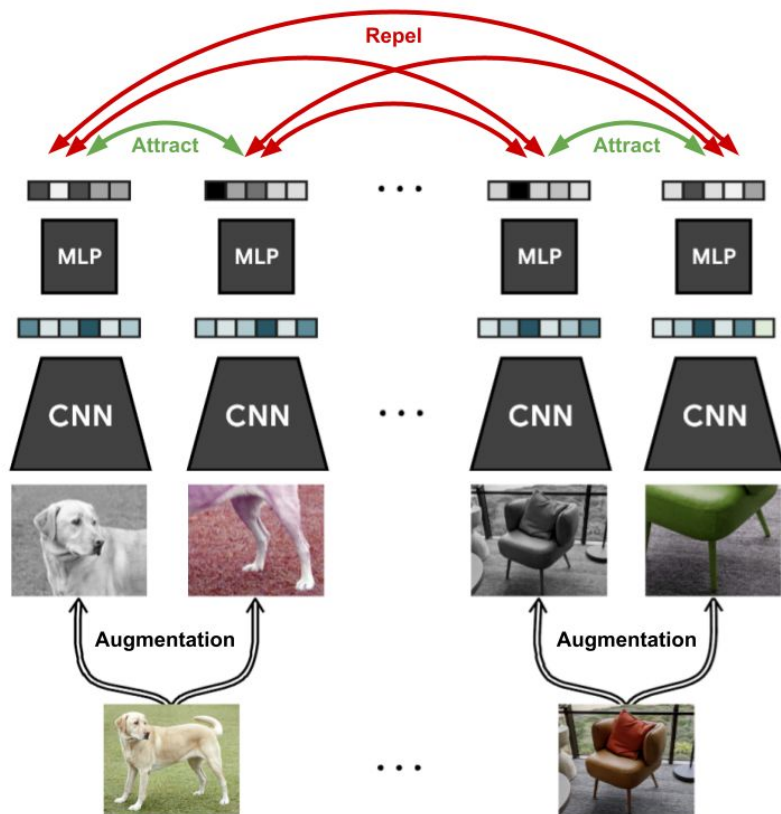 Repel
Attract Attract
MLP MLP MLP MLP
CNN CNN CNN CNN
Augmentation Augmentation